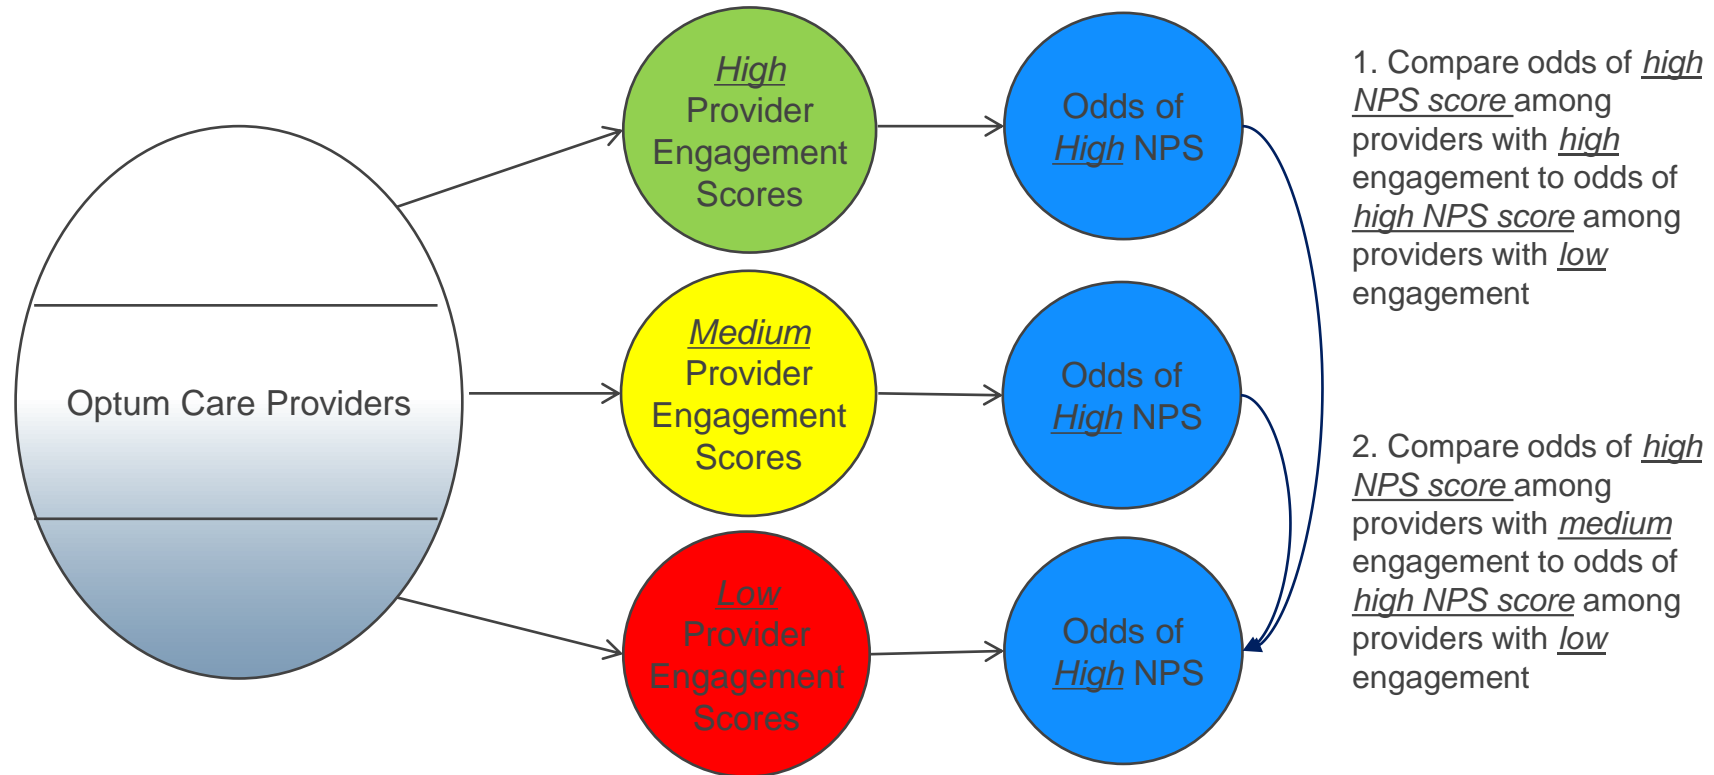 Optum Care Providers
High
Provider
Engagement
Scores
Odds of
High NPS
Medium
Provider
Engagement
Scores
Odds of
High NPS
Low
Provider
Engagement
Scores
Odds of
High NPS
1. Compare odds of high
NPS score among
providers with high
engagement to odds of
high NPS score among
providers with low
engagement
2. Compare odds of high
NPS score among
providers with medium
engagement to odds of
high NPS score among
providers with low
engagement